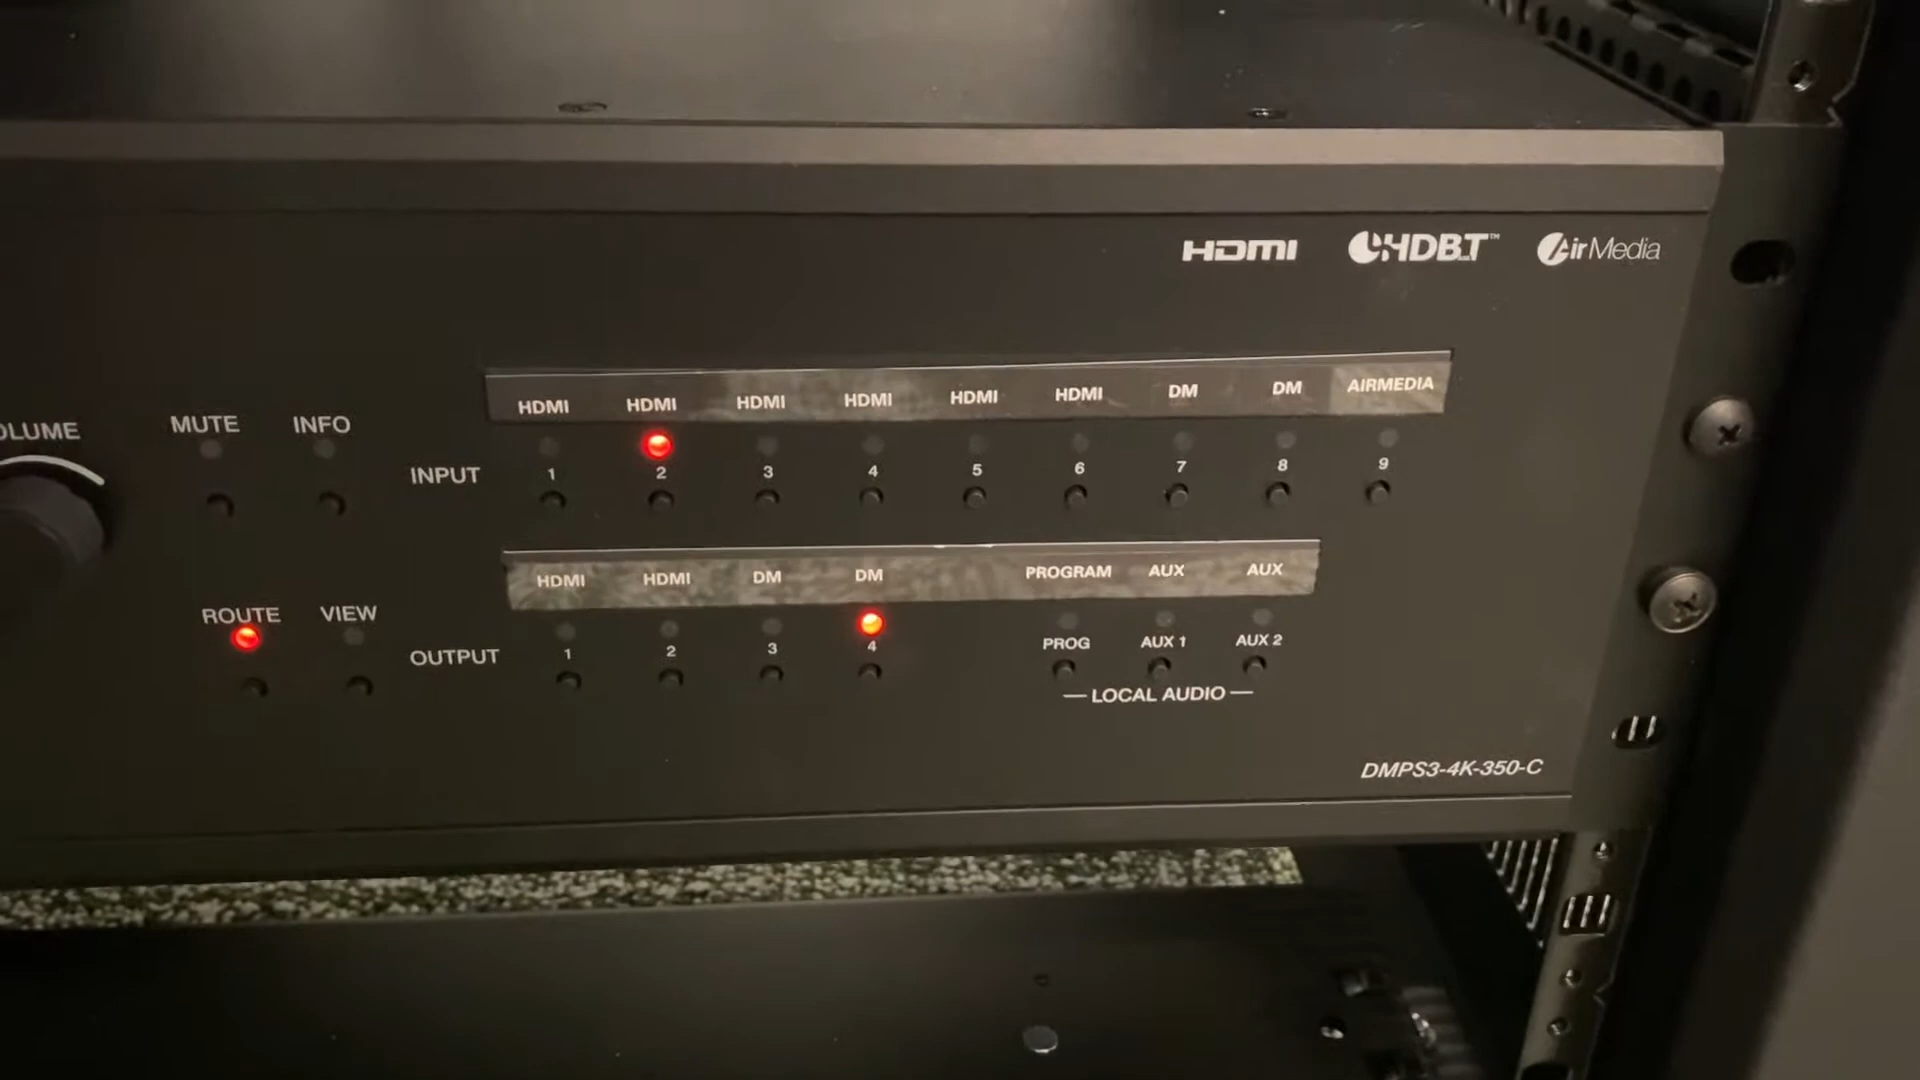 HDMI HDBT™ AirMedia
HDMI HDMI HDMI HDMI HDMI HDMI DM DM AIRMEDIA
OLUME MUTE INFO
INPUT 1 2 3 4 5 6 7 8 9
HDMI HDMI DM DM PROGRAM AUX AUX
ROUTE VIEW
OUTPUT 1 2 3 4 PROG AUX 1 AUX 2
LOCAL AUDIO
DMPS3-4K-350-C